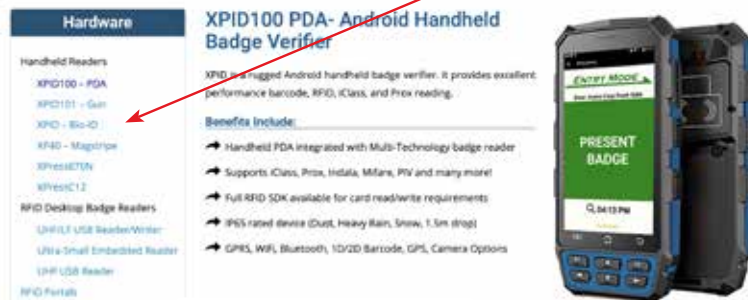 Hardware
Handheld Readers
XPID100 – PDA
XPID101 – Gun
XPID – Bio-ID
XP40 – Magstripe
XPressE70N
XPressC12
RFID Desktop Badge Readers
UHF/LF USB Reader/Writer
Ultra-Small Embedded Reader
UHF USB Reader
RFID Portals
XPID100 PDA- Android Handheld
Badge Verifier
XPID is a rugged Android handheld badge verifier. It provides excellent
performance barcode, RFID, iClass, and Prox reading.
Benefits Include:
Handheld PDA integrated with Multi-Technology badge reader
Supports iClass, Prox, Indala, Mifare, PIV and many more!
Full RFID SDK available for card read/write requirements
IP65 rated device (Dust, Heavy Rain, Snow, 1.5m drop)
GPRS, WiFi, Bluetooth, 1D/2D Barcode, GPS, Camera Options
ENTRY MODE
PRESENT
BADGE
04:13 PM